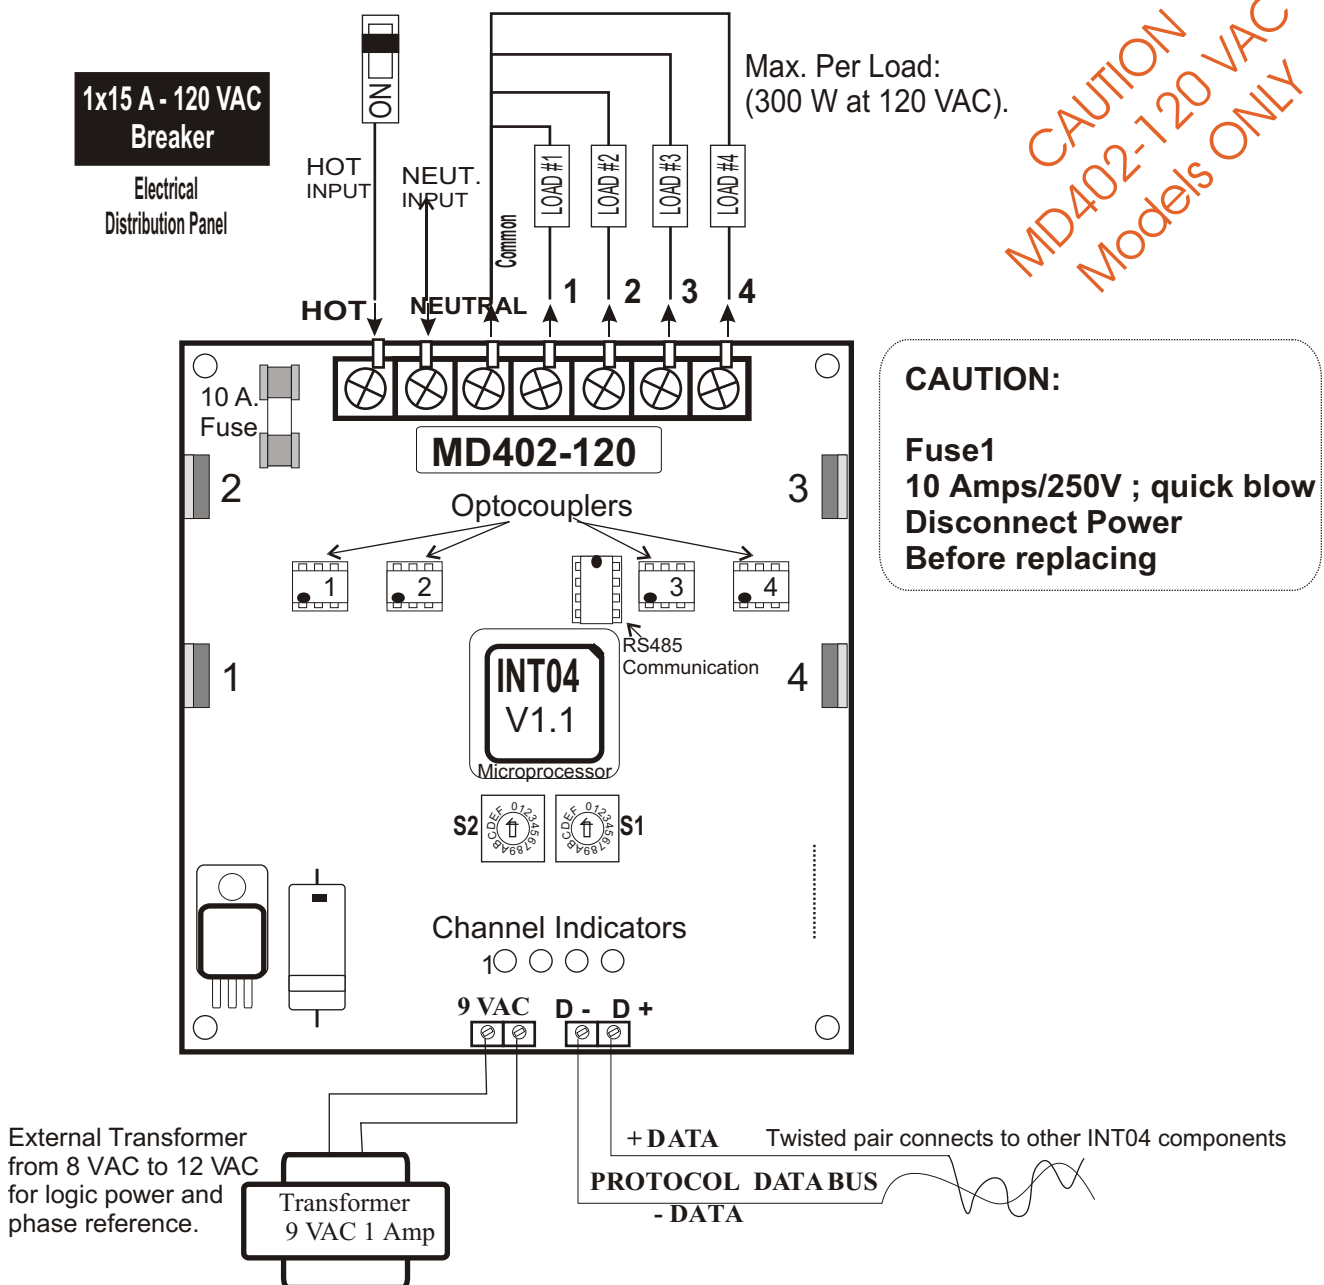 1x15 A - 120 VAC
Breaker
Electrical
Distribution Panel
ON
HOT
INPUT
NEUT.
INPUT
Common
LOAD #1
LOAD #2
LOAD #3
LOAD #4
Max. Per Load:
(300 W at 120 VAC).
CAUTION
MD402-120 VAC
Models ONLY
HOT
NEUTRAL
1
2
3
4
10 A.
Fuse
MD402-120
CAUTION:
Fuse1
10 Amps/250V ; quick blow
Disconnect Power
Before replacing
2
3
Optocouplers
1
2
3
4
RS485
Communication
1
4
INT04
V1.1
Microprocessor
S2
0123456789ABCDEF
0123456789ABCDEF
S1
Channel Indicators
1
9 VAC
D -
D +
External Transformer
from 8 VAC to 12 VAC
for logic power and
phase reference.
Transformer
9 VAC 1 Amp
+ DATA
Twisted pair connects to other INT04 components
PROTOCOL DATA BUS
- DATA